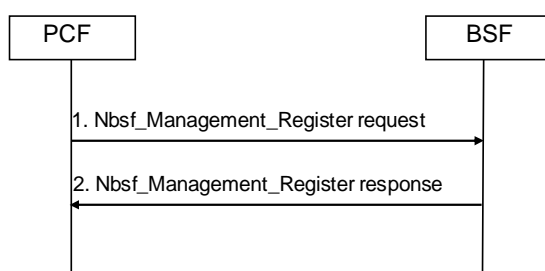 PCF
BSF
1. Nbsf_Management_Register request
2. Nbsf_Management_Register response